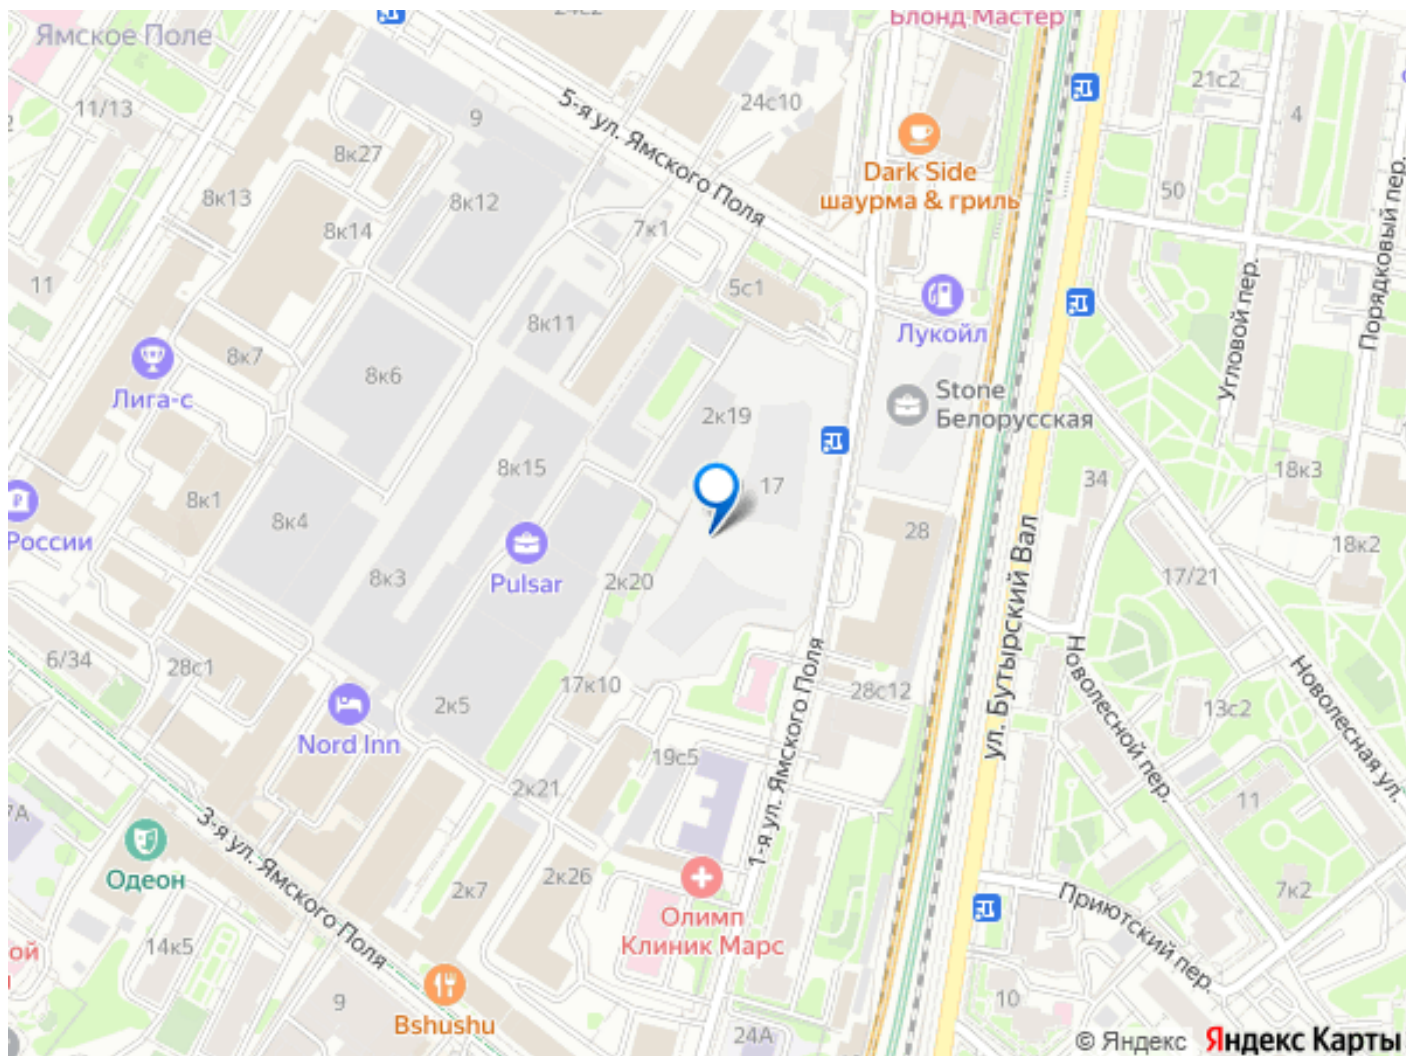 Блонд Мастер
24с2
Ямское Поле
21с2
24с10
4
11/13
9
5-я ул. Ямского Поля
8к27
Dark Side
шаурма & гриль
50
8к13
8к12
7к1
8к14
Порядковый пер.
11
5с1
Угловой пер.
8к11
Лукойл
8к7
8к6
Лига-с
Stone
Белорусская
2к19
8к15
17
34
18к3
8к1
8к4
28
России
18к2
Pulsar
8к3
2к20
17/21
ул. Бутырский Вал
6/34
28с1
17к10
28с12
2к5
13с2
Новолесной пер.
Новолесная ул.
Nord Inn
19с5
1-я ул. Ямского Поля
2к21
11
7А
3-я ул. Ямского Поля
Одеон
2к7
2к26
7к2
Олимп
Клиник Марс
Приютский пер.
14к5
ой
9
10
Bshushu
24А
© Яндекс Яндекс Карты